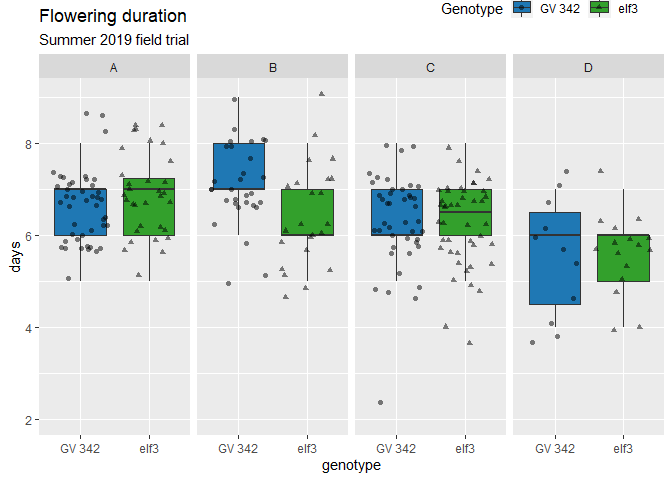 Flowering duration
Summer 2019 field trial
Genotype GV 342 elf3
A B C D
8
6
4
2
days
GV 342 elf3 GV 342 elf3 GV 342 elf3 GV 342 elf3
genotype